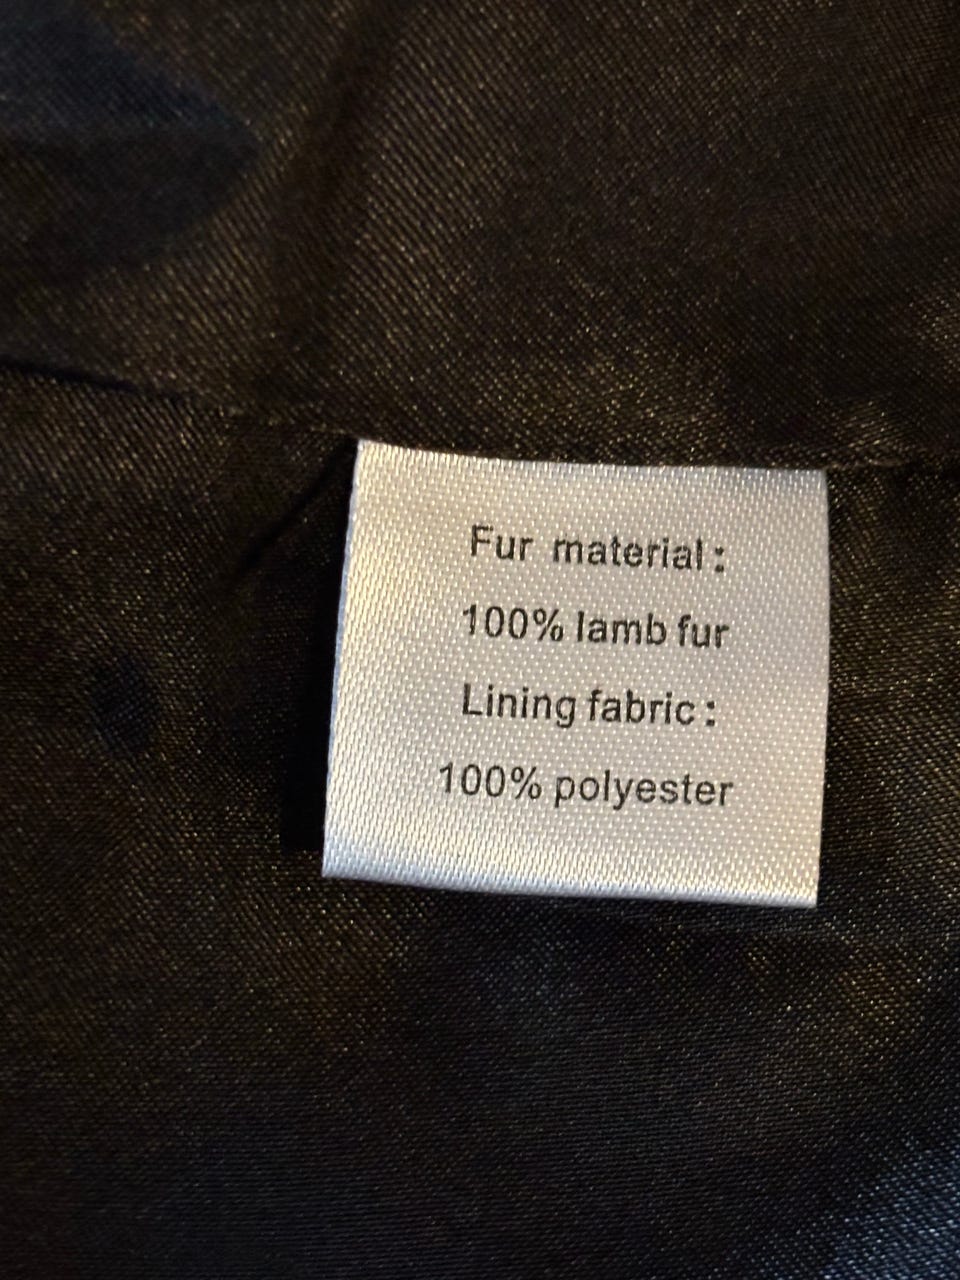 Fur material:
100% lamb fur
Lining fabric:
100% polyester